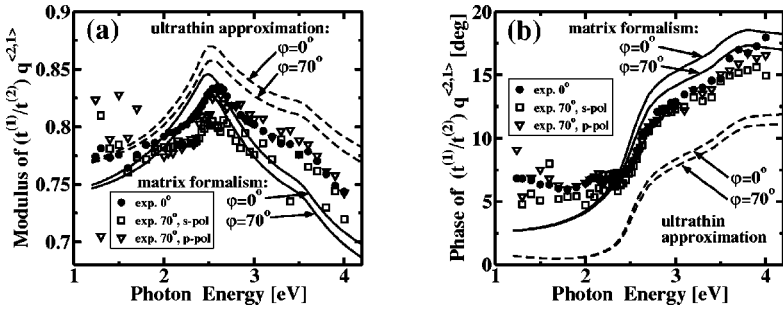 (a)
ultrathin approximation:
φ=0°
φ=70°
matrix formalism:
φ=0°
φ=70°
exp. 0°
exp. 70°, s-pol
exp. 70°, p-pol
Modulus of (t⁽¹⁾/t⁽²⁾) q<2,1>
0.85
0.8
0.75
0.7
1 2 3 4
Photon Energy [eV]
(b)
matrix formalism:
φ=0°
φ=70°
exp. 0°
exp. 70°, s-pol
exp. 70°, p-pol
φ=0°
φ=70°
ultrathin
approximation
Phase of (t⁽¹⁾/t⁽²⁾) q<2,1> [deg]
25
20
15
10
5
0
1 2 3 4
Photon Energy [eV]